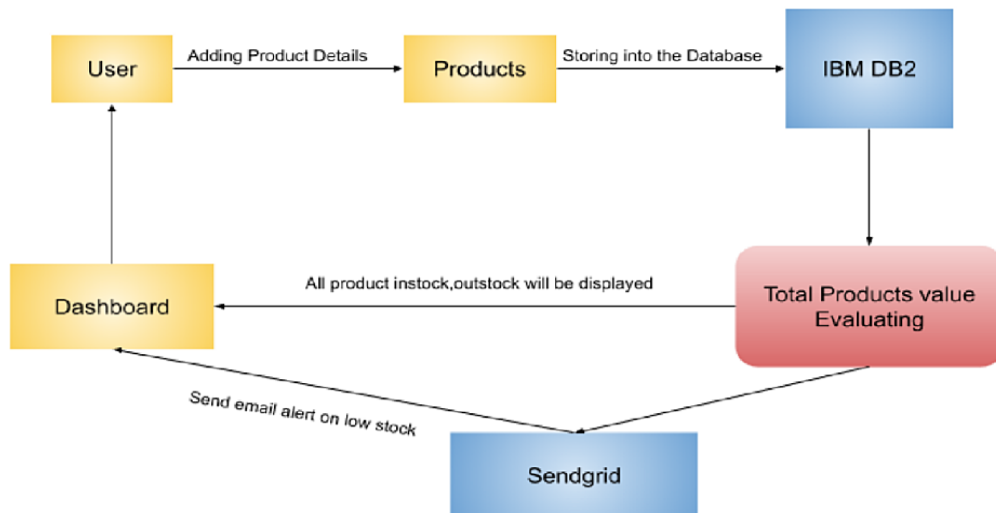 User
Adding Product Details
Products
Storing into the Database
IBM DB2
Dashboard
All product instock,outstock will be displayed
Total Products value
Evaluating
Send email alert on low stock
Sendgrid